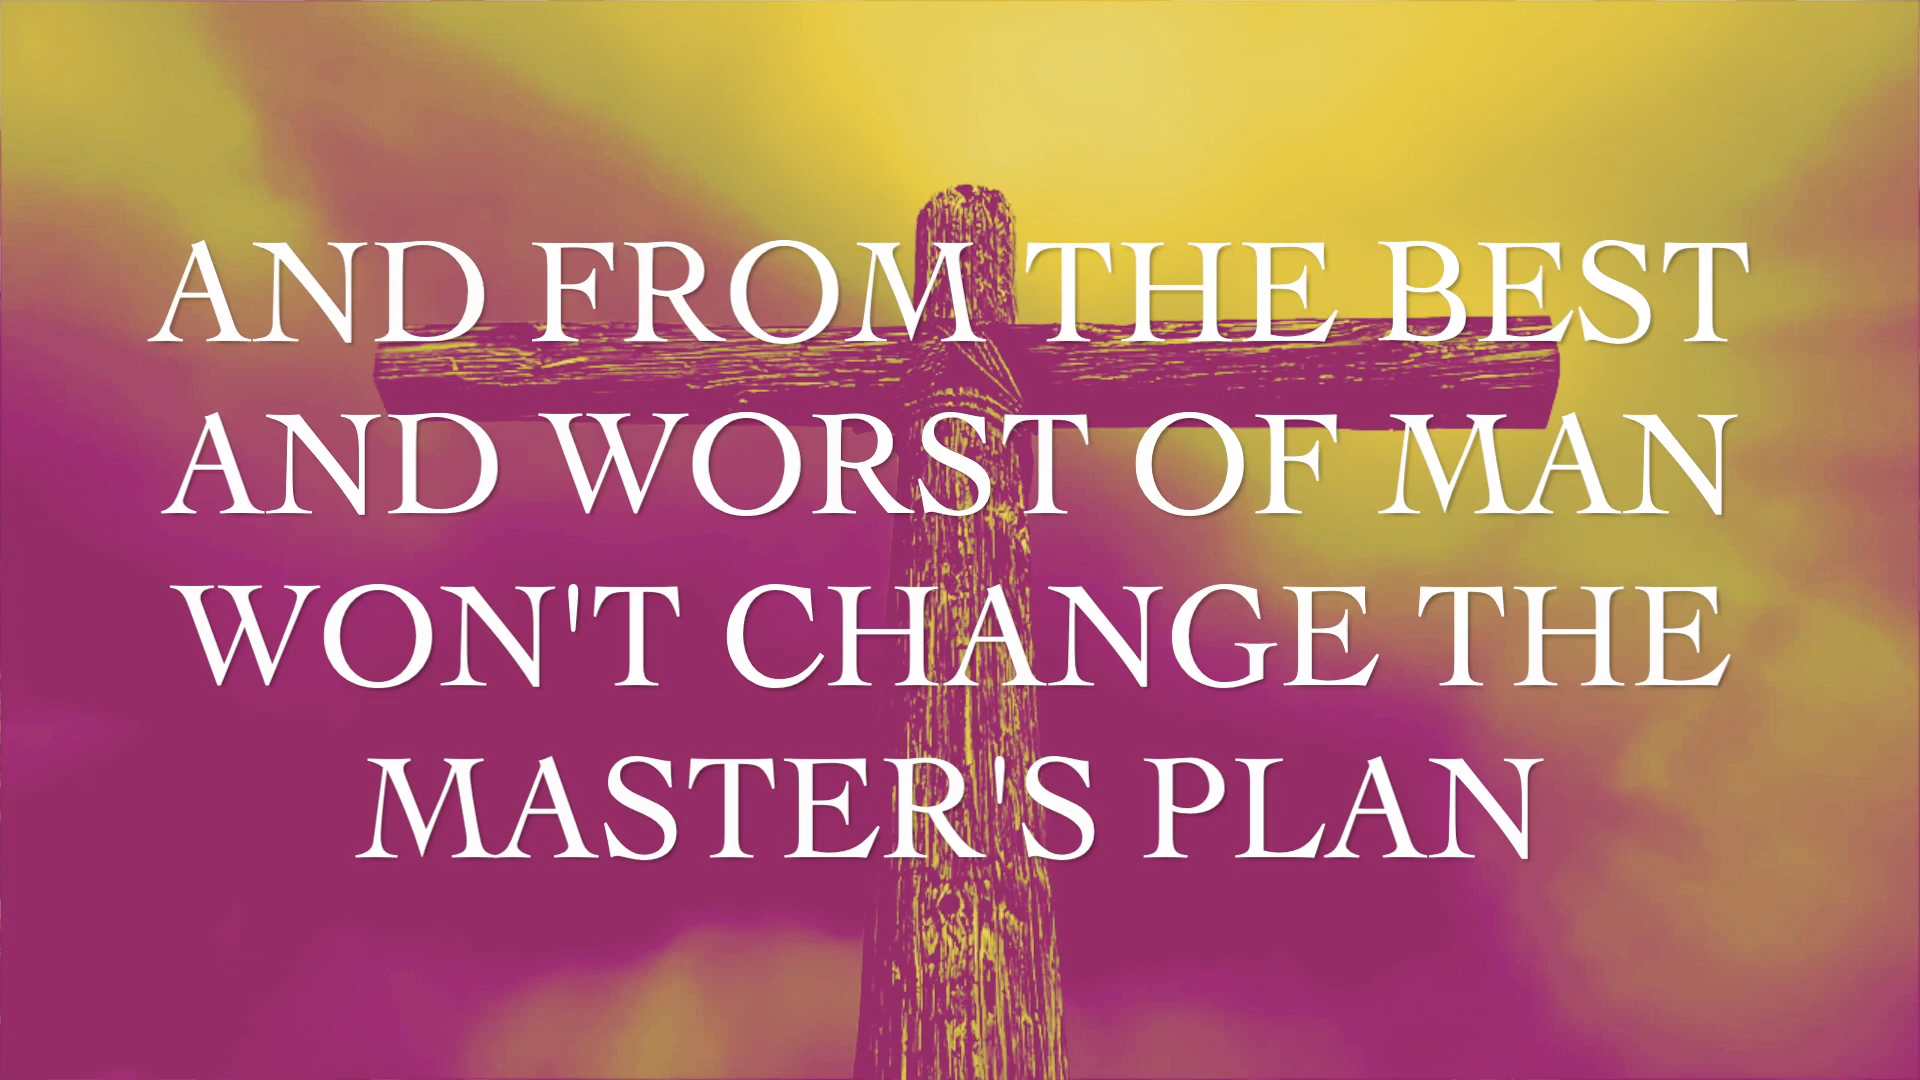 AND FROM THE BEST
AND WORST OF MAN
WON'T CHANGE THE
MASTER'S PLAN